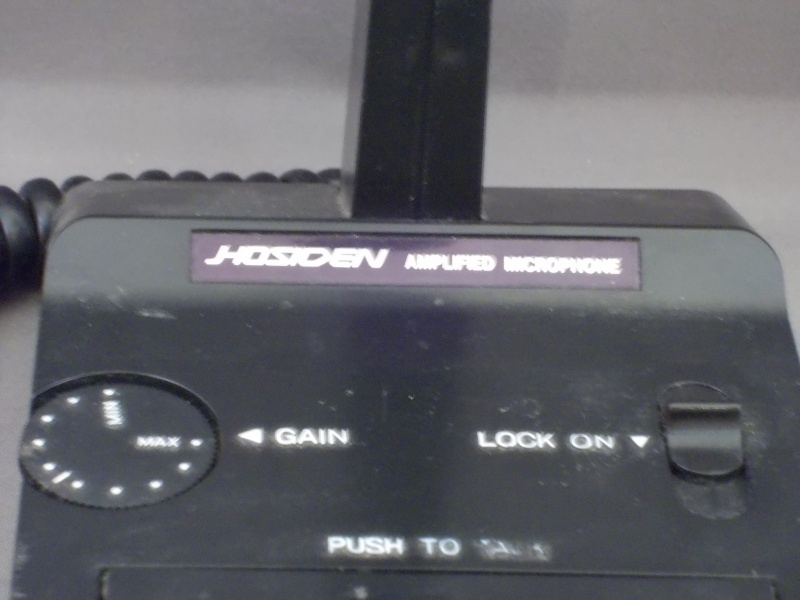 HOSIDEN AMPLIFIED MICROPHONE
MIN
MAX
◄ GAIN
LOCK ON ▼
PUSH TO